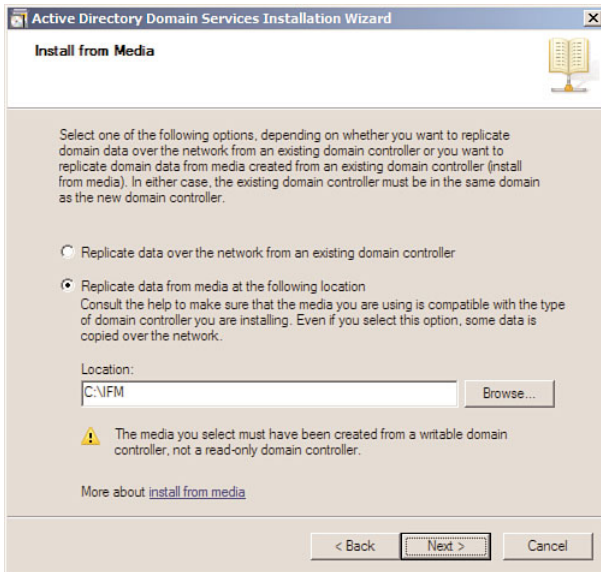 Active Directory Domain Services Installation Wizard
Install from Media
Select one of the following options, depending on whether you want to replicate
domain data over the network from an existing domain controller or you want to
replicate domain data from media created from an existing domain controller (install
from media). In either case, the existing domain controller must be in the same domain
as the new domain controller.
Replicate data over the network from an existing domain controller
Replicate data from media at the following location
Consult the help to make sure that the media you are using is compatible with the type
of domain controller you are installing. Even if you select this option, some data is
copied over the network.
Location:
C:\IFM
Browse...
The media you select must have been created from a writable domain
controller, not a read-only domain controller.
More about install from media
< Back
Next >
Cancel